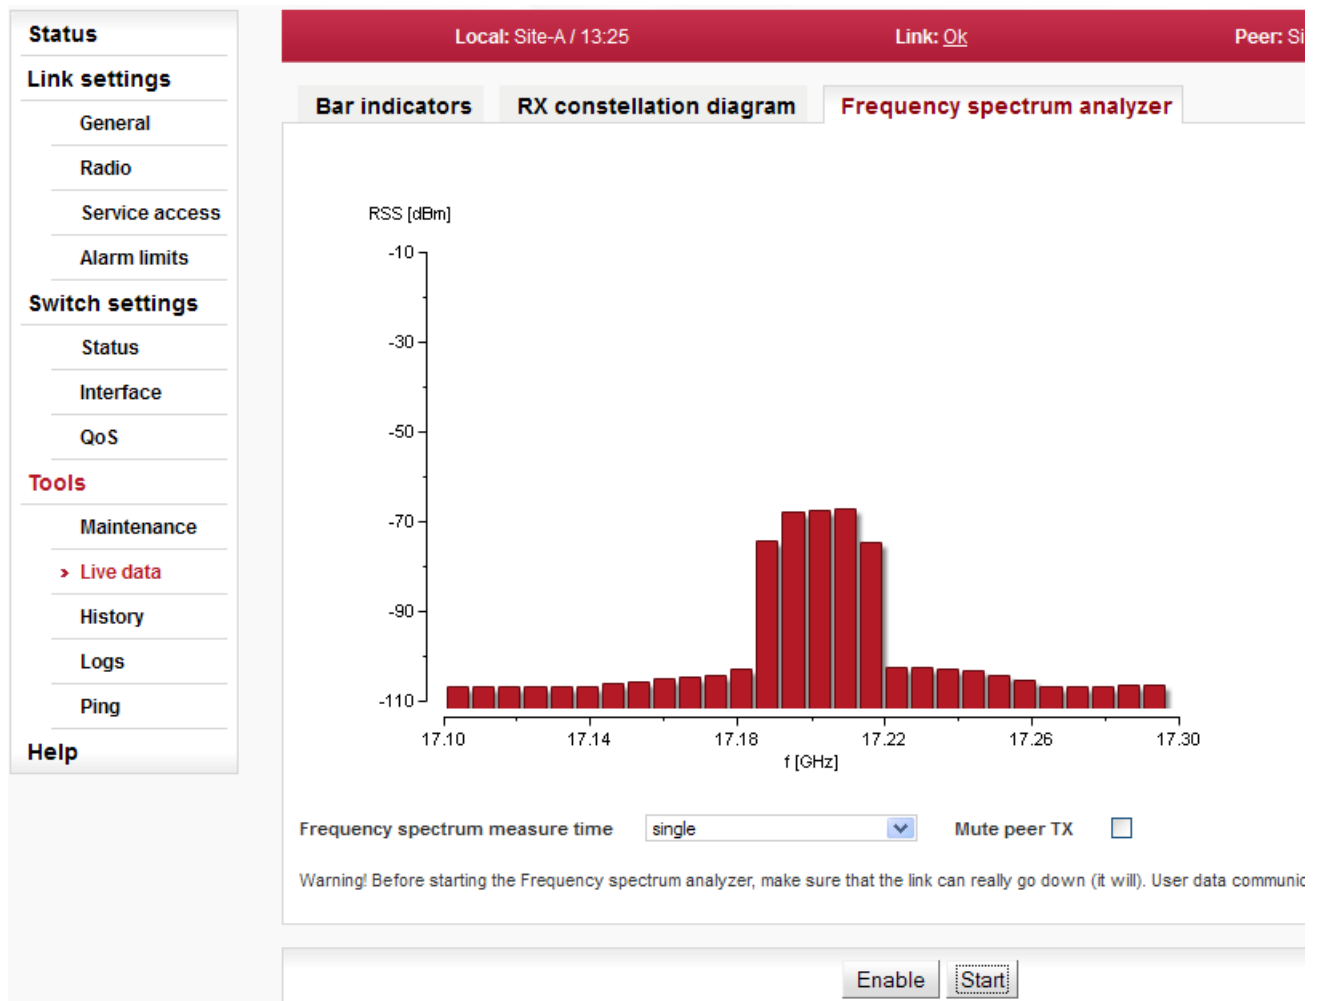 Status
Link settings
General
Radio
Service access
Alarm limits
Switch settings
Status
Interface
QoS
Tools
Maintenance
> Live data
History
Logs
Ping
Help
Local: Site-A / 13:25 Link: Ok Peer: Si
Bar indicators RX constellation diagram Frequency spectrum analyzer
RSS [dBm]
-10
-30
-50
-70
-90
-110
17.10 17.14 17.18 17.22 17.26 17.30
f [GHz]
Frequency spectrum measure time single Mute peer TX
Warning! Before starting the Frequency spectrum analyzer, make sure that the link can really go down (it will). User data communic
Enable Start